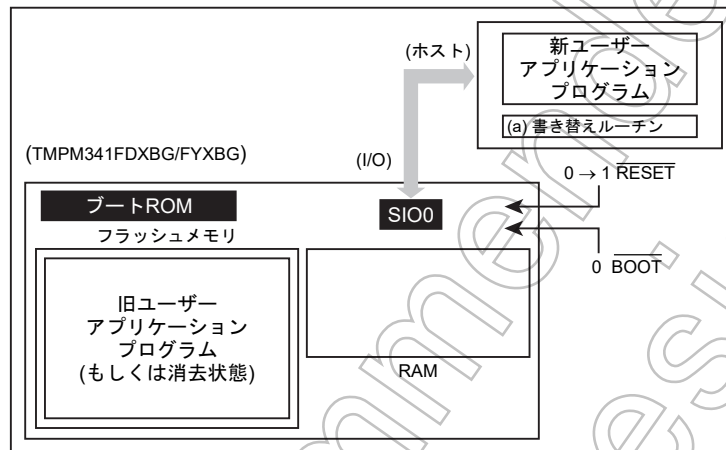 (ホスト)
新ユーザー
アプリケーション
プログラム
(a) 書き替えルーチン
(TMPM341FDXBG/FYXBG)
(I/O)
0 → 1 RESET
ブートROM
SIO0
フラッシュメモリ
0 BOOT
旧ユーザー
アプリケーション
プログラム
(もしくは消去状態)
RAM